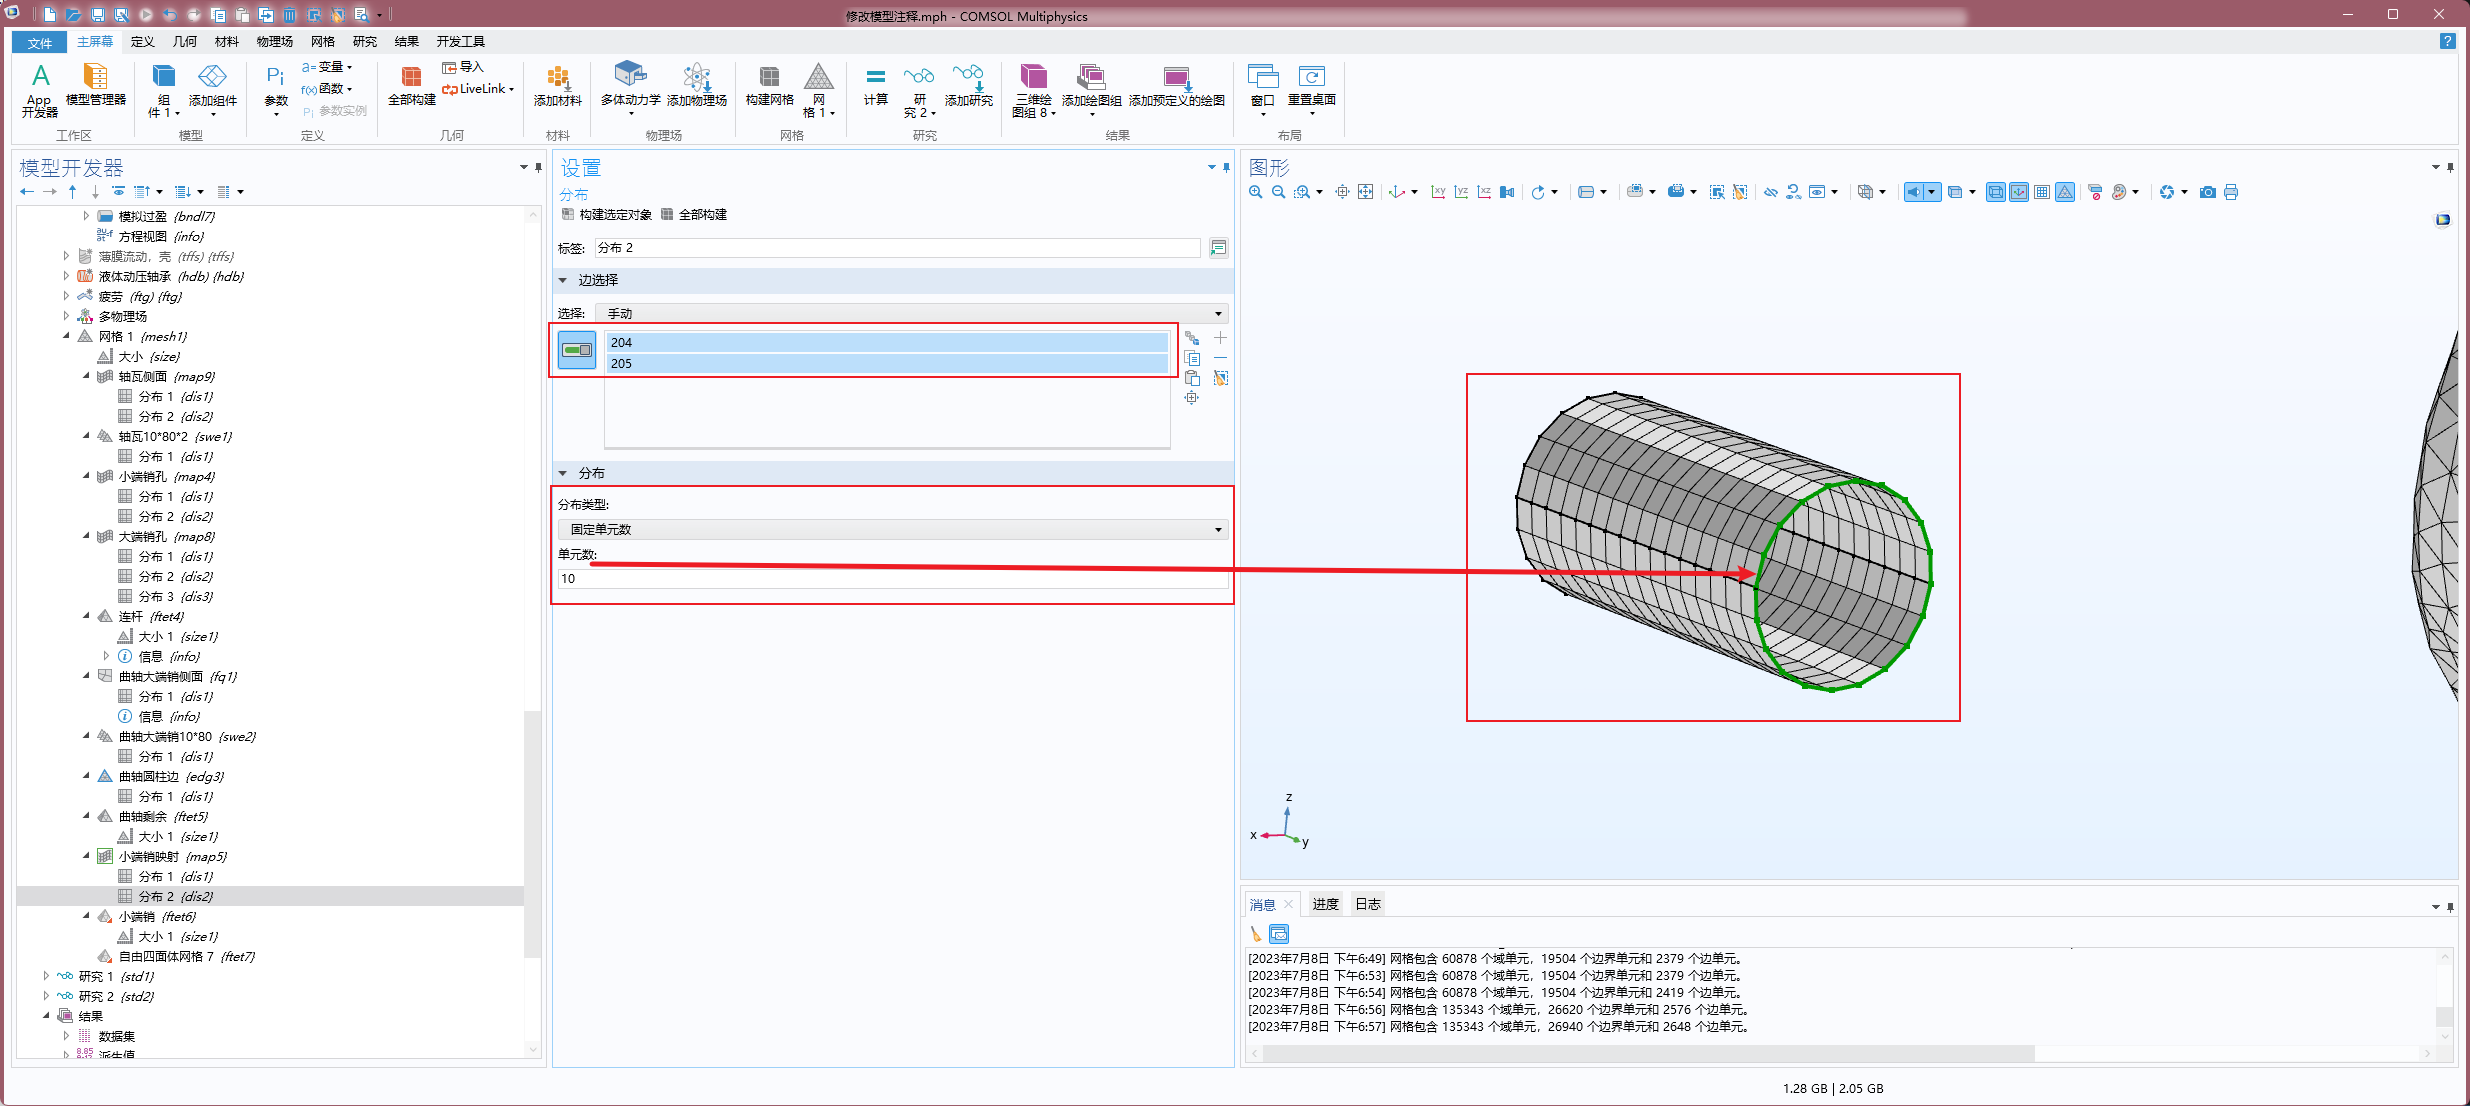 修改模型注释.mph - COMSOL Multiphysics
文件 主屏幕 定义 几何 材料 物理场 网格 研究 结果 开发工具
App 开发器
模型管理器
工作区
组件 1
添加组件
模型
Pi
参数
a= 变量
f(x) 函数
Pi 参数实例
定义
全部构建
导入
LiveLink
几何
添加材料
材料
多体动力学
添加物理场
物理场
构建网格
网格 1
网格
计算
研究 2
添加研究
研究
三维绘图组 8
添加绘图组
添加预定义的绘图
结果
窗口
重置桌面
布局
模型开发器
模拟过盈 {bndl7}
方程视图 {info}
薄膜流动，壳 (tffs) {tffs}
液体动压轴承 (hdb) {hdb}
疲劳 (ftg) {ftg}
多物理场
网格 1 {mesh1}
大小 {size}
轴瓦侧面 {map9}
分布 1 {dis1}
分布 2 {dis2}
轴瓦10*80*2 {swe1}
分布 1 {dis1}
小端销孔 {map4}
分布 1 {dis1}
分布 2 {dis2}
大端销孔 {map8}
分布 1 {dis1}
分布 2 {dis2}
分布 3 {dis3}
连杆 {ftet4}
大小 1 {size1}
信息 {info}
曲轴大端销侧面 {fq1}
分布 1 {dis1}
信息 {info}
曲轴大端销10*80 {swe2}
分布 1 {dis1}
曲轴圆柱边 {edg3}
分布 1 {dis1}
曲轴剩余 {ftet5}
大小 1 {size1}
小端销映射 {map5}
分布 1 {dis1}
分布 2 {dis2}
小端销 {ftet6}
大小 1 {size1}
自由四面体网格 7 {ftet7}
研究 1 {std1}
研究 2 {std2}
结果
数据集
派生值
设置
分布
构建选定对象 全部构建
标签: 分布 2
边选择
选择: 手动
204
205
分布
分布类型:
固定单元数
单元数:
10
图形
xy yz xz
z
x
y
消息 进度 日志
[2023年7月8日 下午6:49] 网格包含 60878 个域单元，19504 个边界单元和 2379 个边单元。
[2023年7月8日 下午6:53] 网格包含 60878 个域单元，19504 个边界单元和 2379 个边单元。
[2023年7月8日 下午6:54] 网格包含 60878 个域单元，19504 个边界单元和 2419 个边单元。
[2023年7月8日 下午6:56] 网格包含 135343 个域单元，26620 个边界单元和 2576 个边单元。
[2023年7月8日 下午6:57] 网格包含 135343 个域单元，26940 个边界单元和 2648 个边单元。
1.28 GB | 2.05 GB